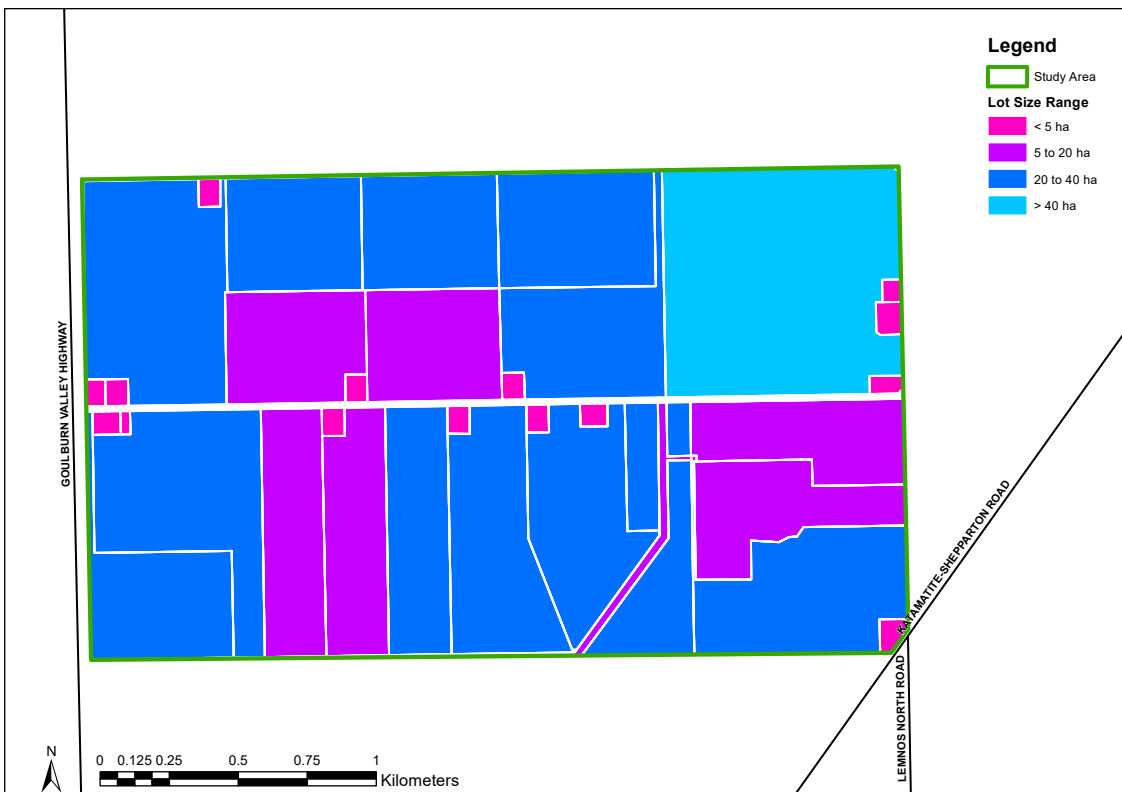 Legend
Study Area
Lot Size Range
< 5 ha
5 to 20 ha
20 to 40 ha
> 40 ha
GOULBURN VALLEY HIGHWAY
KATAMATITE-SHEPPARTON ROAD
LEMNOS NORTH ROAD
N
0 0.125 0.25 0.5 0.75 1
Kilometers